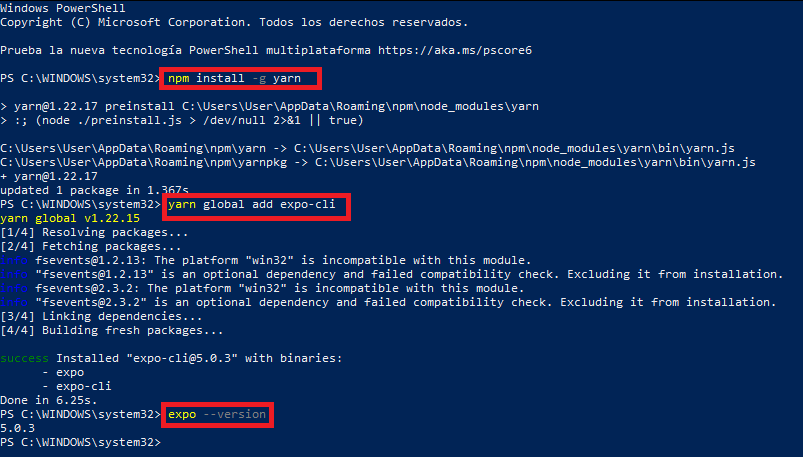 Windows PowerShell
Copyright (C) Microsoft Corporation. Todos los derechos reservados.
Prueba la nueva tecnología PowerShell multiplataforma https://aka.ms/pscore6
PS C:\WINDOWS\system32> npm install -g yarn
> yarn@1.22.17 preinstall C:\Users\User\AppData\Roaming\npm\node_modules\yarn
> :; (node ./preinstall.js > /dev/null 2>&1 || true)
C:\Users\User\AppData\Roaming\npm\yarn -> C:\Users\User\AppData\Roaming\npm\node_modules\yarn\bin\yarn.js
C:\Users\User\AppData\Roaming\npm\yarnpkg -> C:\Users\User\AppData\Roaming\npm\node_modules\yarn\bin\yarn.js
+ yarn@1.22.17
updated 1 package in 1.367s
PS C:\WINDOWS\system32> yarn global add expo-cli
yarn global v1.22.15
[1/4] Resolving packages...
[2/4] Fetching packages...
info fsevents@1.2.13: The platform "win32" is incompatible with this module.
info "fsevents@1.2.13" is an optional dependency and failed compatibility check. Excluding it from installation.
info fsevents@2.3.2: The platform "win32" is incompatible with this module.
info "fsevents@2.3.2" is an optional dependency and failed compatibility check. Excluding it from installation.
[3/4] Linking dependencies...
[4/4] Building fresh packages...
success Installed "expo-cli@5.0.3" with binaries:
- expo
- expo-cli
Done in 6.25s.
PS C:\WINDOWS\system32> expo --version
5.0.3
PS C:\WINDOWS\system32>